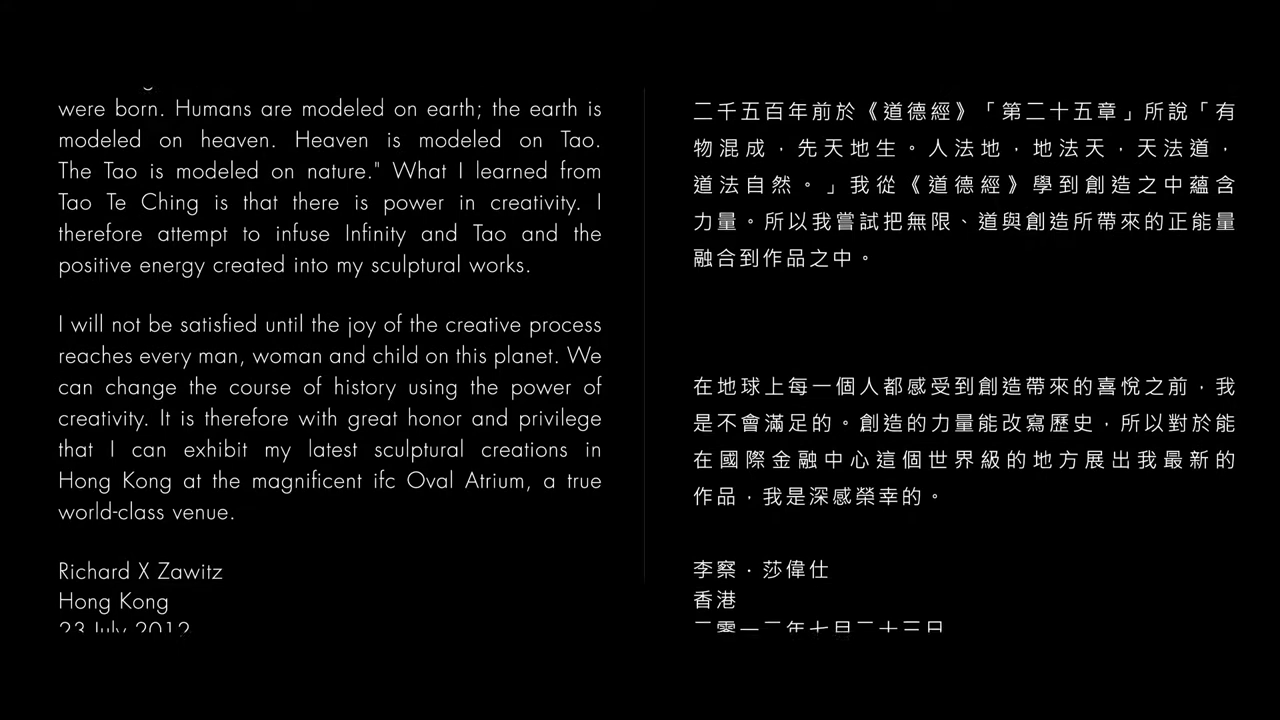 were born. Humans are modeled on earth; the earth is
modeled on heaven. Heaven is modeled on Tao.
The Tao is modeled on nature." What I learned from
Tao Te Ching is that there is power in creativity. I
therefore attempt to infuse Infinity and Tao and the
positive energy created into my sculptural works.
I will not be satisfied until the joy of the creative process
reaches every man, woman and child on this planet. We
can change the course of history using the power of
creativity. It is therefore with great honor and privilege
that I can exhibit my latest sculptural creations in
Hong Kong at the magnificent ifc Oval Atrium, a true
world-class venue.
Richard X Zawitz
Hong Kong
23 July 2012
二千五百年前於《道德經》「第二十五章」所說「有
物混成，先天地生。人法地，地法天，天法道，
道法自然。」我從《道德經》學到創造之中蘊含
力量。所以我嘗試把無限、道與創造所帶來的正能量
融合到作品之中。
在地球上每一個人都感受到創造帶來的喜悅之前，我
是不會滿足的。創造的力量能改寫歷史，所以對於能
在國際金融中心這個世界級的地方展出我最新的
作品，我是深感榮幸的。
李察．莎偉仕
香港
二零一二年七月二十三日